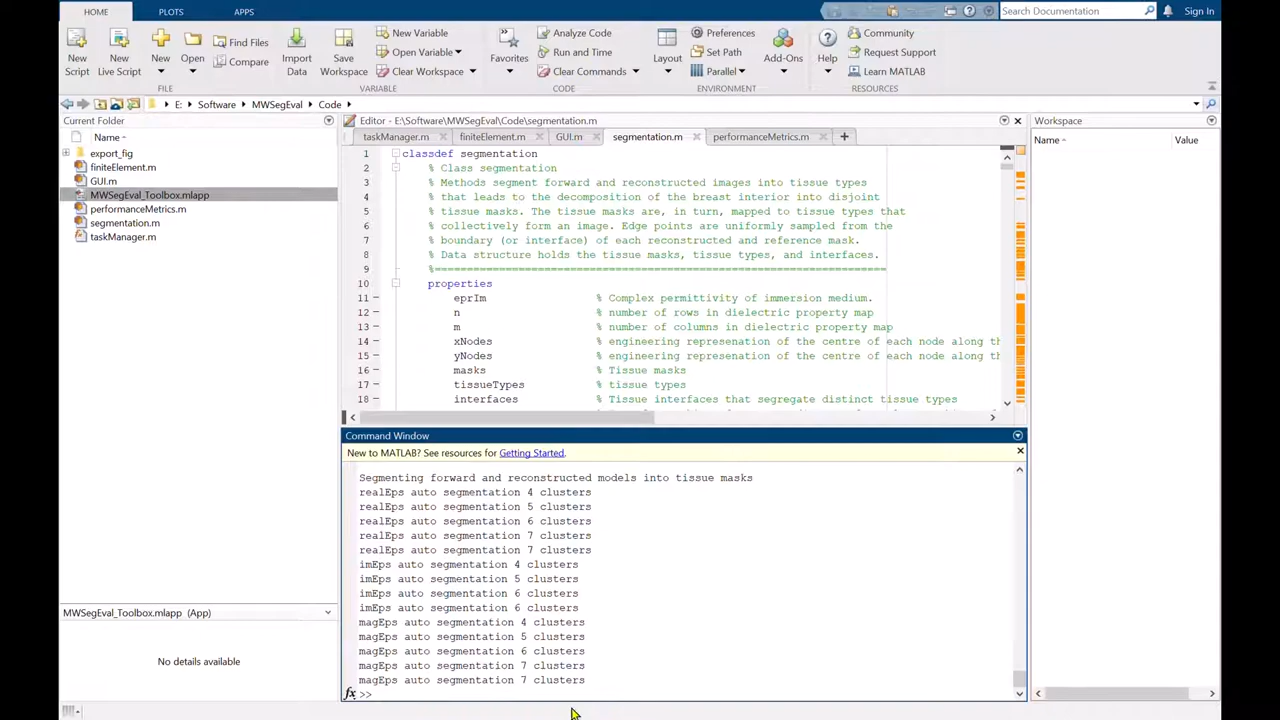 HOME PLOTS APPS Search Documentation Sign In
New Script
New Live Script
New
Open
Find Files
Compare
Import Data
Save Workspace
New Variable
Open Variable
Clear Workspace
Favorites
Analyze Code
Run and Time
Clear Commands
Layout
Preferences
Set Path
Parallel
Add-Ons
Help
Community
Request Support
Learn MATLAB
FILE VARIABLE CODE ENVIRONMENT RESOURCES
E: Software MWSegEval Code
Current Folder
Name
export_fig
finiteElement.m
GUI.m
MWSegEval_Toolbox.mlapp
performanceMetrics.m
segmentation.m
taskManager.m
MWSegEval_Toolbox.mlapp (App)
No details available
Editor - E:\Software\MWSegEval\Code\segmentation.m
taskManager.m finiteElement.m GUI.m segmentation.m performanceMetrics.m
1 classdef segmentation
2 % Class segmentation
3 % Methods segment forward and reconstructed images into tissue types
4 % that leads to the decomposition of the breast interior into disjoint
5 % tissue masks. The tissue masks are, in turn, mapped to tissue types that
6 % collectively form an image. Edge points are uniformly sampled from the
7 % boundary (or interface) of each reconstructed and reference mask.
8 % Data structure holds the tissue masks, tissue types, and interfaces.
9 %======================================================================
10 properties
11 eprIm % Complex permittivity of immersion medium.
12 n % number of rows in dielectric property map
13 m % number of columns in dielectric property map
14 xNodes % engineering represenation of the centre of each node along th
15 yNodes % engineering represenation of the centre of each node along th
16 masks % Tissue masks
17 tissueTypes % tissue types
18 interfaces % Tissue interfaces that segregate distinct tissue types
Command Window
New to MATLAB? See resources for Getting Started.
Segmenting forward and reconstructed models into tissue masks
realEps auto segmentation 4 clusters
realEps auto segmentation 5 clusters
realEps auto segmentation 6 clusters
realEps auto segmentation 7 clusters
realEps auto segmentation 7 clusters
imEps auto segmentation 4 clusters
imEps auto segmentation 5 clusters
imEps auto segmentation 6 clusters
imEps auto segmentation 6 clusters
magEps auto segmentation 4 clusters
magEps auto segmentation 5 clusters
magEps auto segmentation 6 clusters
magEps auto segmentation 7 clusters
magEps auto segmentation 7 clusters
fx >>
Workspace
Name Value